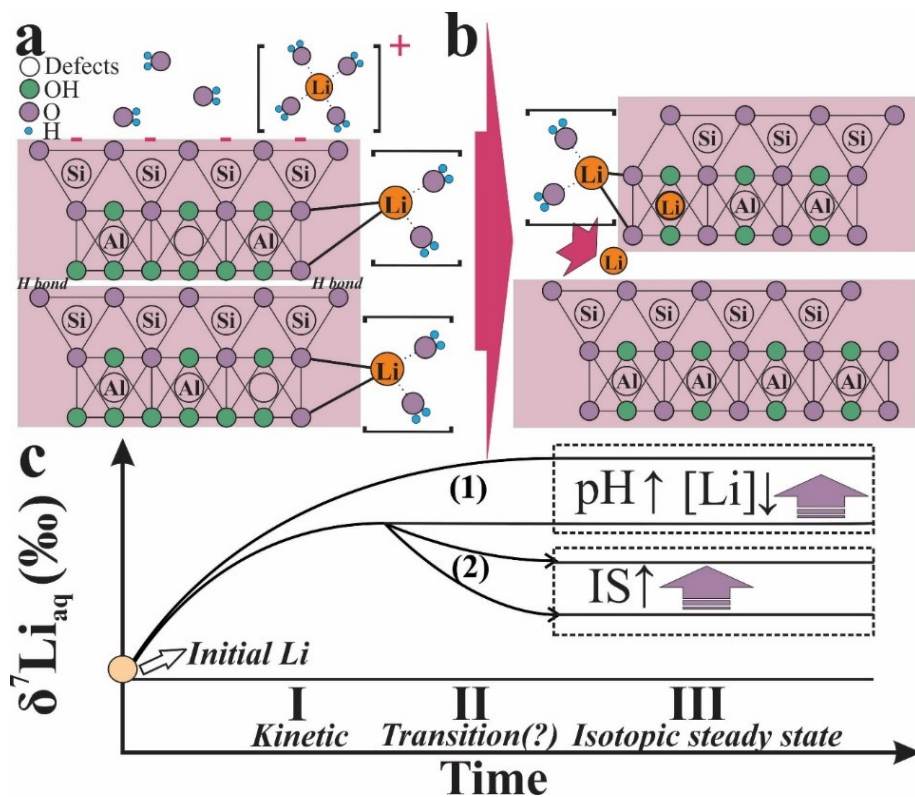 a
b
Defects
OH
O
H
+
- - - -
Li
Si Si Si Si
Li
Al Al
H bond H bond
Si Si Si Si
Li
Al Al
Si Si Si
Li
Li Al Al
Li
Si Si Si Si
Al Al Al Al
c
δ⁷Liaq (‰)
(1)
pH↑ [Li]↓
(2)
IS↑
Initial Li
I II III
Kinetic Transition(?) Isotopic steady state
Time